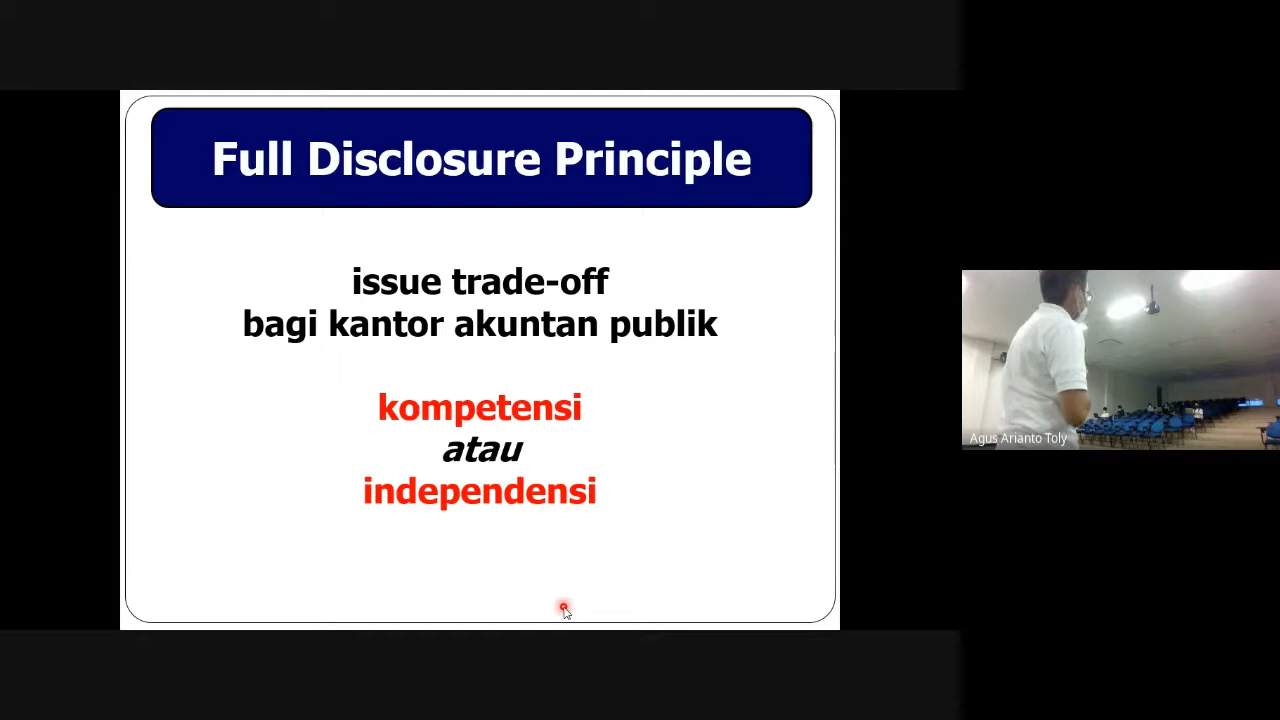 Full Disclosure Principle
issue trade-off
bagi kantor akuntan publik
kompetensi
atau
independensi
Agus Arianto Toly